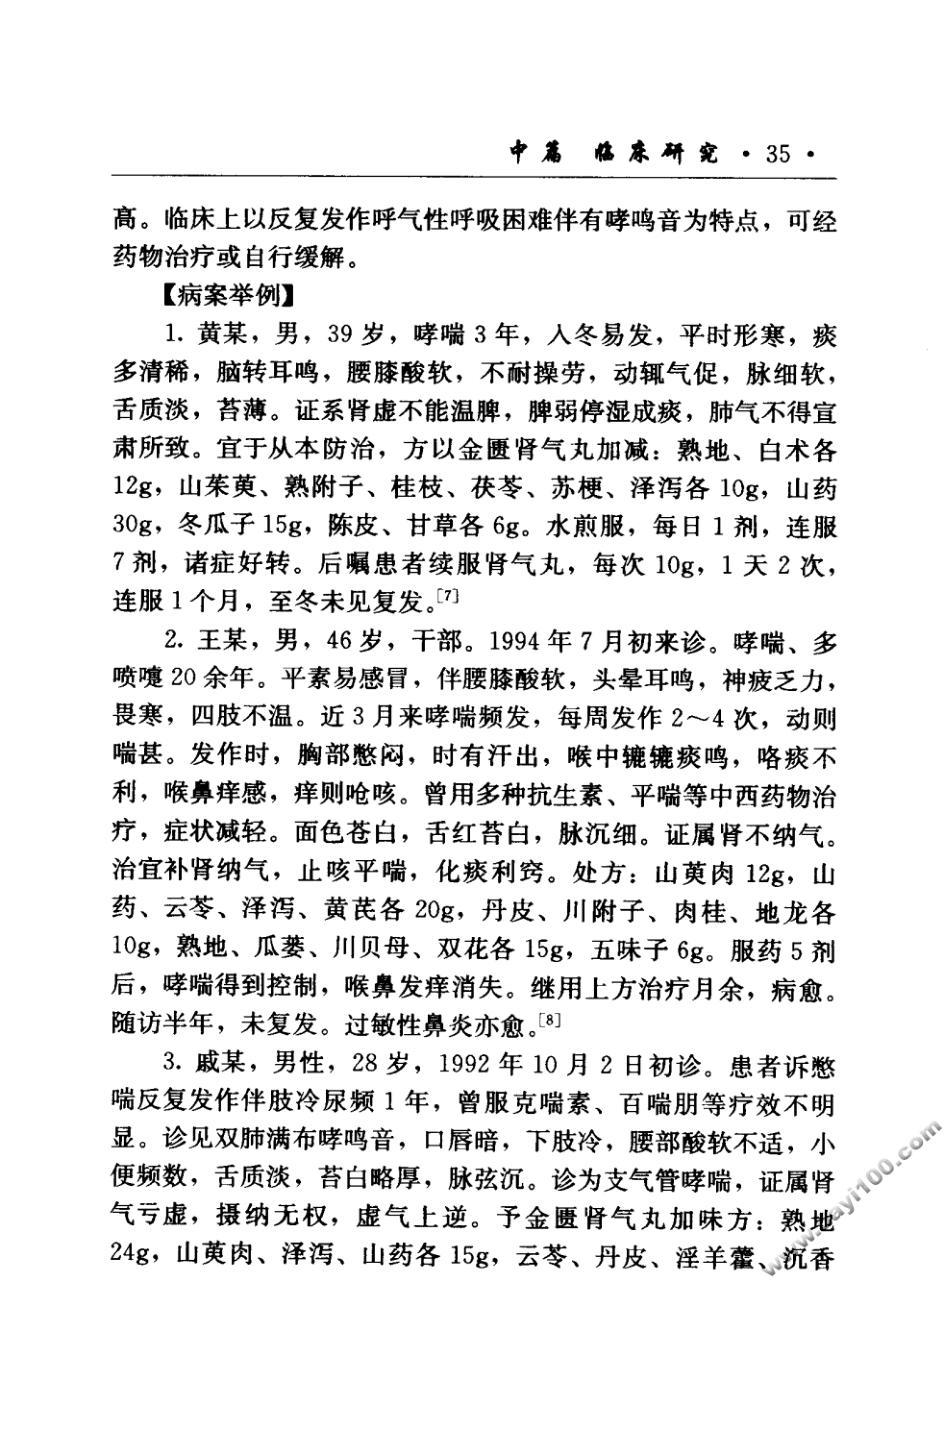 中篇 临床研究 · 35 ·
高。临床上以反复发作呼气性呼吸困难伴有哮鸣音为特点，可经
药物治疗或自行缓解。
【病案举例】
1. 黄某，男，39 岁，哮喘 3 年，入冬易发，平时形寒，痰
多清稀，脑转耳鸣，腰膝酸软，不耐操劳，动辄气促，脉细软，
舌质淡，苔薄。证系肾虚不能温脾，脾弱停湿成痰，肺气不得宣
肃所致。宜于从本防治，方以金匮肾气丸加减：熟地、白术各
12g，山茱萸、熟附子、桂枝、茯苓、苏梗、泽泻各 10g，山药
30g，冬瓜子 15g，陈皮、甘草各 6g。水煎服，每日 1 剂，连服
7 剂，诸症好转。后嘱患者续服肾气丸，每次 10g，1 天 2 次，
连服 1 个月，至冬未见复发。[7]
2. 王某，男，46 岁，干部。1994 年 7 月初来诊。哮喘、多
喷嚏 20 余年。平素易感冒，伴腰膝酸软，头晕耳鸣，神疲乏力，
畏寒，四肢不温。近 3 月来哮喘频发，每周发作 2～4 次，动则
喘甚。发作时，胸部憋闷，时有汗出，喉中辘辘痰鸣，咯痰不
利，喉鼻痒感，痒则呛咳。曾用多种抗生素、平喘等中西药物治
疗，症状减轻。面色苍白，舌红苔白，脉沉细。证属肾不纳气。
治宜补肾纳气，止咳平喘，化痰利窍。处方：山萸肉 12g，山
药、云苓、泽泻、黄芪各 20g，丹皮、川附子、肉桂、地龙各
10g，熟地、瓜蒌、川贝母、双花各 15g，五味子 6g。服药 5 剂
后，哮喘得到控制，喉鼻发痒消失。继用上方治疗月余，病愈。
随访半年，未复发。过敏性鼻炎亦愈。[8]
3. 戚某，男性，28 岁，1992 年 10 月 2 日初诊。患者诉憋
喘反复发作伴肢冷尿频 1 年，曾服克喘素、百喘朋等疗效不明
显。诊见双肺满布哮鸣音，口唇暗，下肢冷，腰部酸软不适，小
便频数，舌质淡，苔白略厚，脉弦沉。诊为支气管哮喘，证属肾
气亏虚，摄纳无权，虚气上逆。予金匮肾气丸加味方：熟地
24g，山萸肉、泽泻、山药各 15g，云苓、丹皮、淫羊藿、沉香